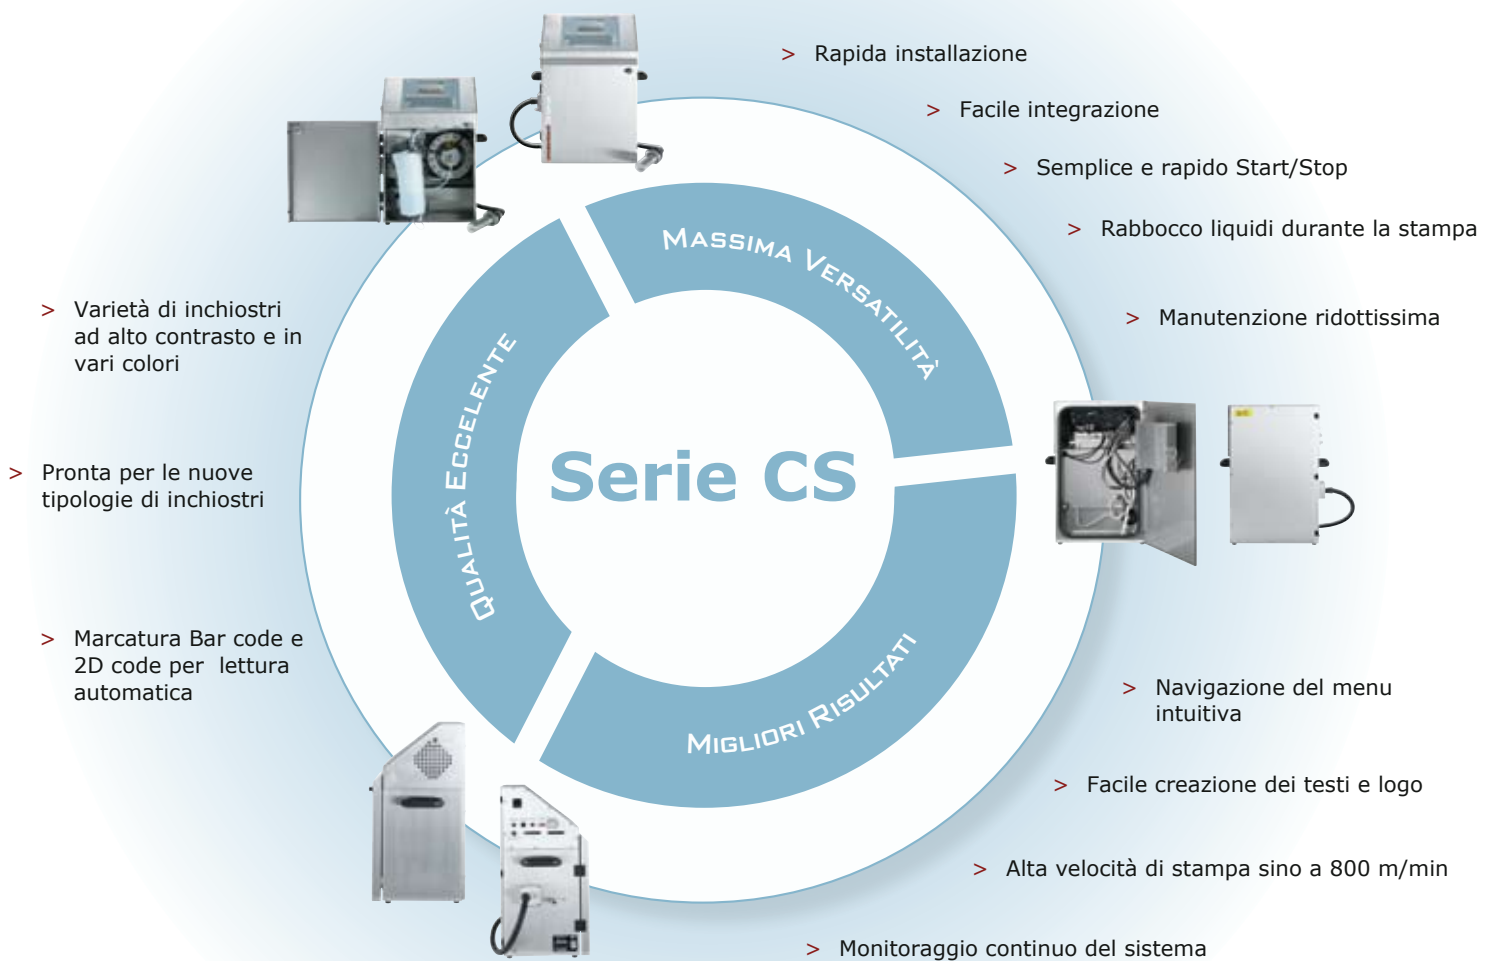 > Rapida installazione
> Facile integrazione
> Semplice e rapido Start/Stop
> Rabbocco liquidi durante la stampa
> Manutenzione ridottissima
Massima Versatilità
> Varietà di inchiostri
ad alto contrasto e in
vari colori
Qualità Eccelente
Serie CS
> Pronta per le nuove
tipologie di inchiostri
> Marcatura Bar code e
2D code per lettura
automatica
Migliori Risultati
> Navigazione del menu
intuitiva
> Facile creazione dei testi e logo
> Alta velocità di stampa sino a 800 m/min
> Monitoraggio continuo del sistema